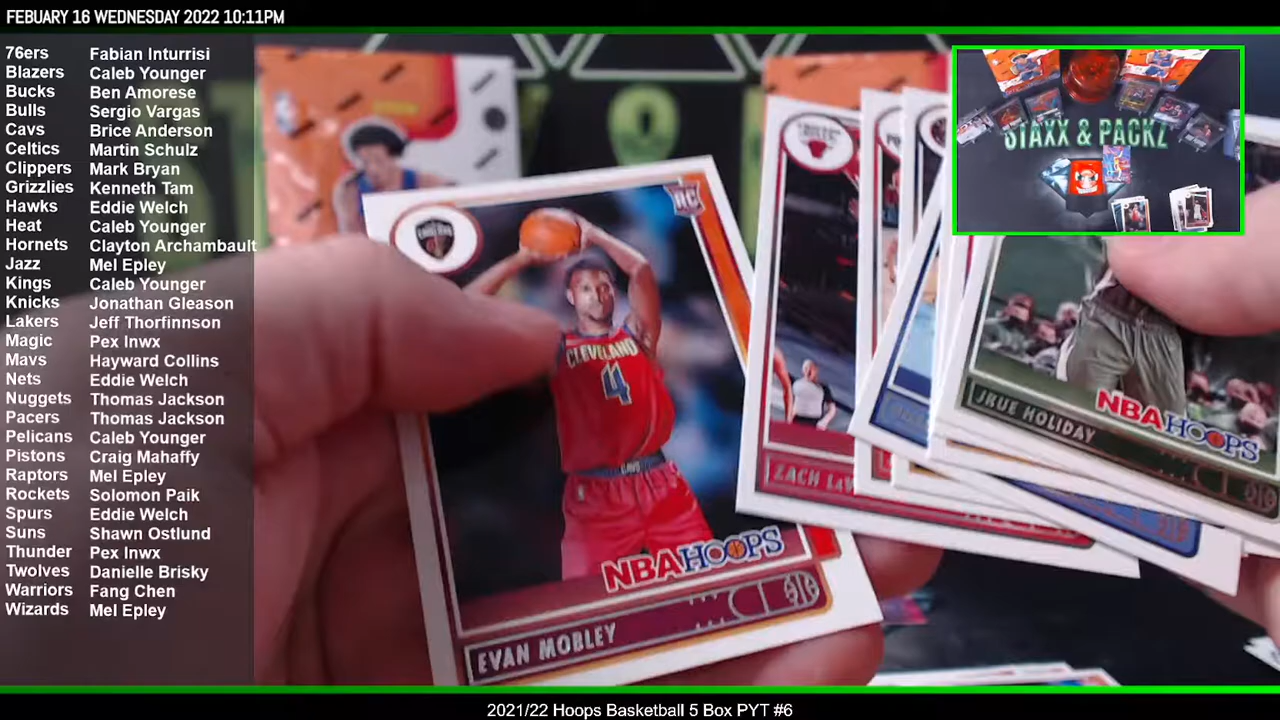 FEBUARY 16 WEDNESDAY 2022 10:11PM
76ers Fabian Inturrisi
Blazers Caleb Younger
Bucks Ben Amorese
Bulls Sergio Vargas
Cavs Brice Anderson
Celtics Martin Schulz
Clippers Mark Bryan
Grizzlies Kenneth Tam
Hawks Eddie Welch
Heat Caleb Younger
Hornets Clayton Archambault
Jazz Mel Epley
Kings Caleb Younger
Knicks Jonathan Gleason
Lakers Jeff Thorfinnson
Magic Pex Inwx
Mavs Hayward Collins
Nets Eddie Welch
Nuggets Thomas Jackson
Pacers Thomas Jackson
Pelicans Caleb Younger
Pistons Craig Mahaffy
Raptors Mel Epley
Rockets Solomon Paik
Spurs Eddie Welch
Suns Shawn Ostlund
Thunder Pex Inwx
Twolves Danielle Brisky
Warriors Fang Chen
Wizards Mel Epley
RC
CLEVELAND
4
CAVS
NBA HOOPS
EVAN MOBLEY
ZACH
NBA HOOPS
JRUE HOLIDAY
STAXX & PACKZ
2021/22 Hoops Basketball 5 Box PYT #6